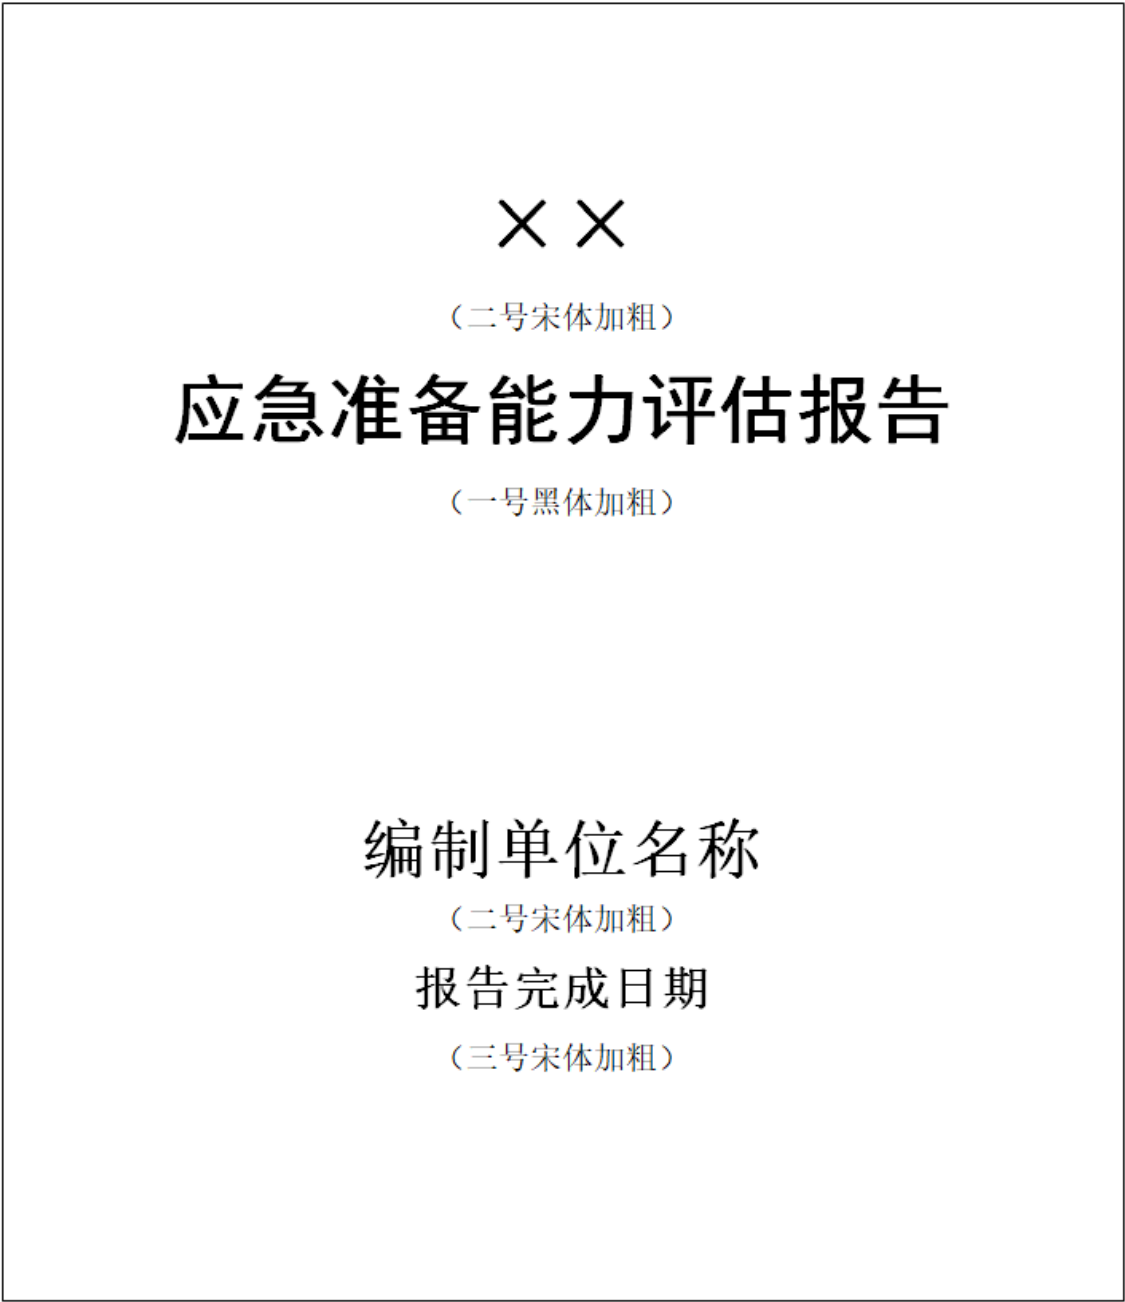 ××
（二号宋体加粗）
应急准备能力评估报告
（一号黑体加粗）
编制单位名称
（二号宋体加粗）
报告完成日期
（三号宋体加粗）